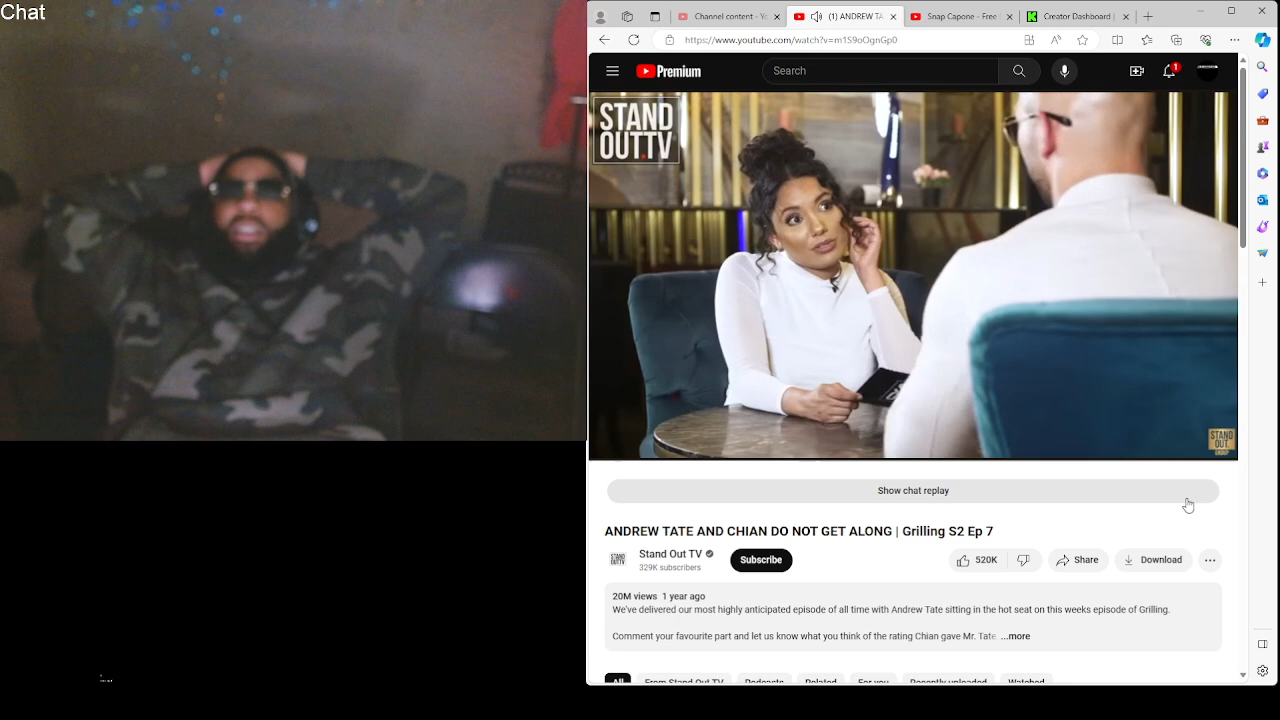 Chat
Channel content - Yo
(1) ANDREW TA
Snap Capone - Free
Creator Dashboard |
https://www.youtube.com/watch?v=m1S9oOgnGp0
Premium
Search
1
STAND
OUT.TV
STAND
OUT.
GROUP
Show chat replay
ANDREW TATE AND CHIAN DO NOT GET ALONG | Grilling S2 Ep 7
Stand Out TV
329K subscribers
Subscribe
520K
Share
Download
20M views 1 year ago
We've delivered our most highly anticipated episode of all time with Andrew Tate sitting in the hot seat on this weeks episode of Grilling.
Comment your favourite part and let us know what you think of the rating Chian gave Mr. Tate ...more
All
From Stand Out TV
Podcasts
Related
For you
Recently uploaded
Watched